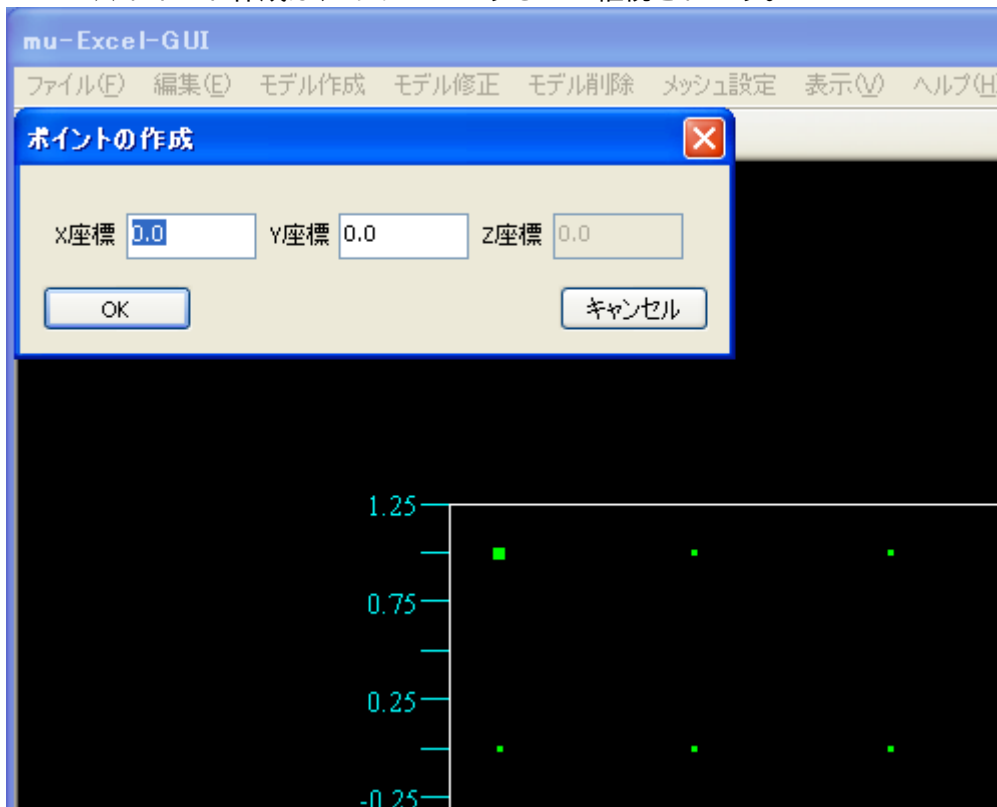 mu-Excel-GUI
ファイル(F) 編集(E) モデル作成 モデル修正 モデル削除 メッシュ設定 表示(V) ヘルプ(H)
ポイントの作成
X座標 0.0 Y座標 0.0 Z座標 0.0
OK キャンセル
1.25
0.75
0.25
-0.25